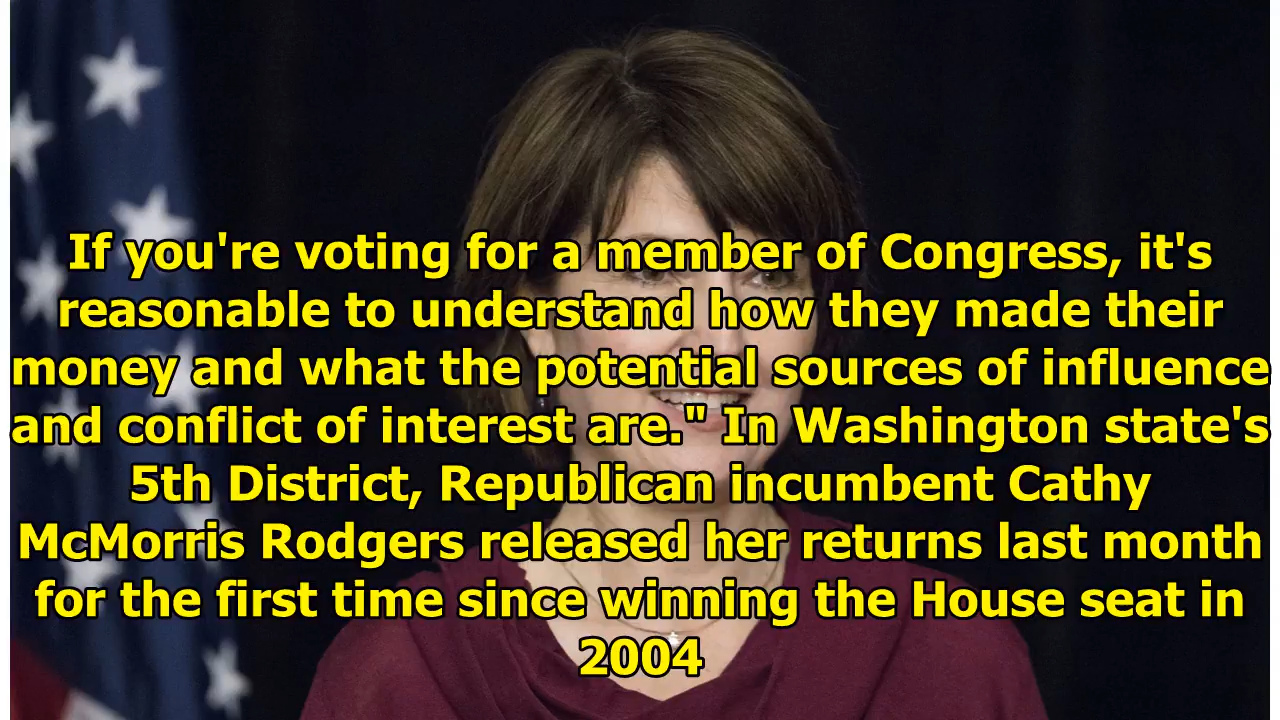 If you're voting for a member of Congress, it's
reasonable to understand how they made their
money and what the potential sources of influence
and conflict of interest are." In Washington state's
5th District, Republican incumbent Cathy
McMorris Rodgers released her returns last month
for the first time since winning the House seat in
2004